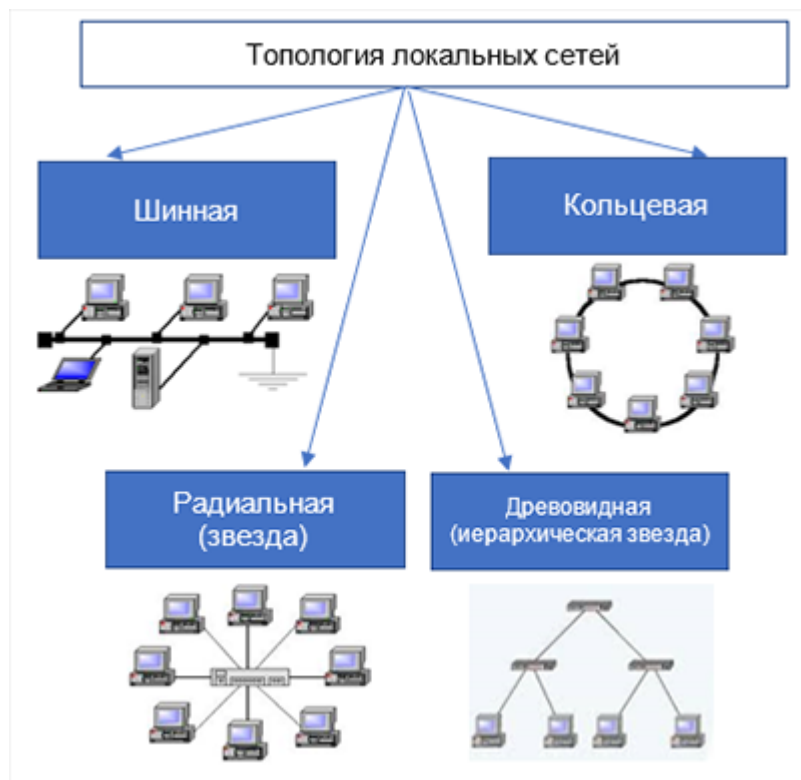 Топология локальных сетей
Шинная
Кольцевая
Радиальная
(звезда)
Древовидная
(иерархическая звезда)